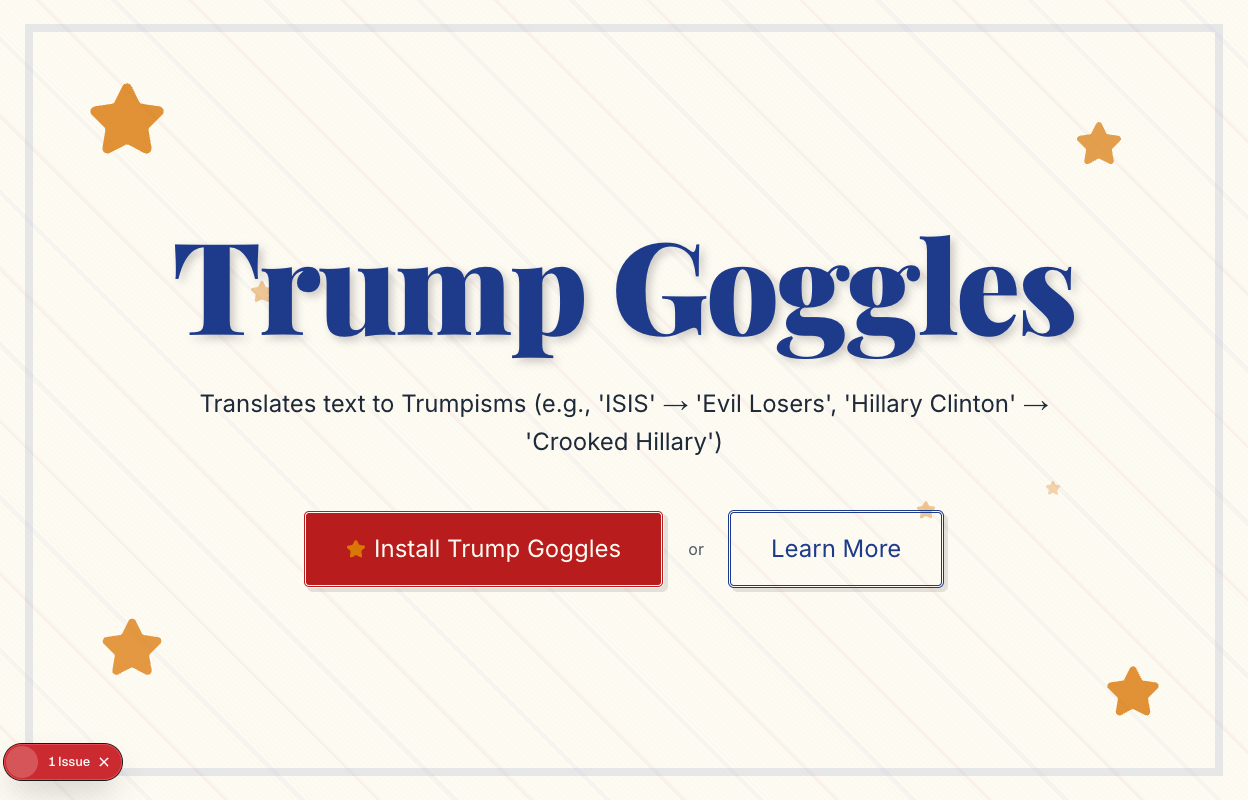 Trump Goggles
Translates text to Trumpisms (e.g., 'ISIS' → 'Evil Losers', 'Hillary Clinton' →
'Crooked Hillary')
Install Trump Goggles
or
Learn More
1 Issue